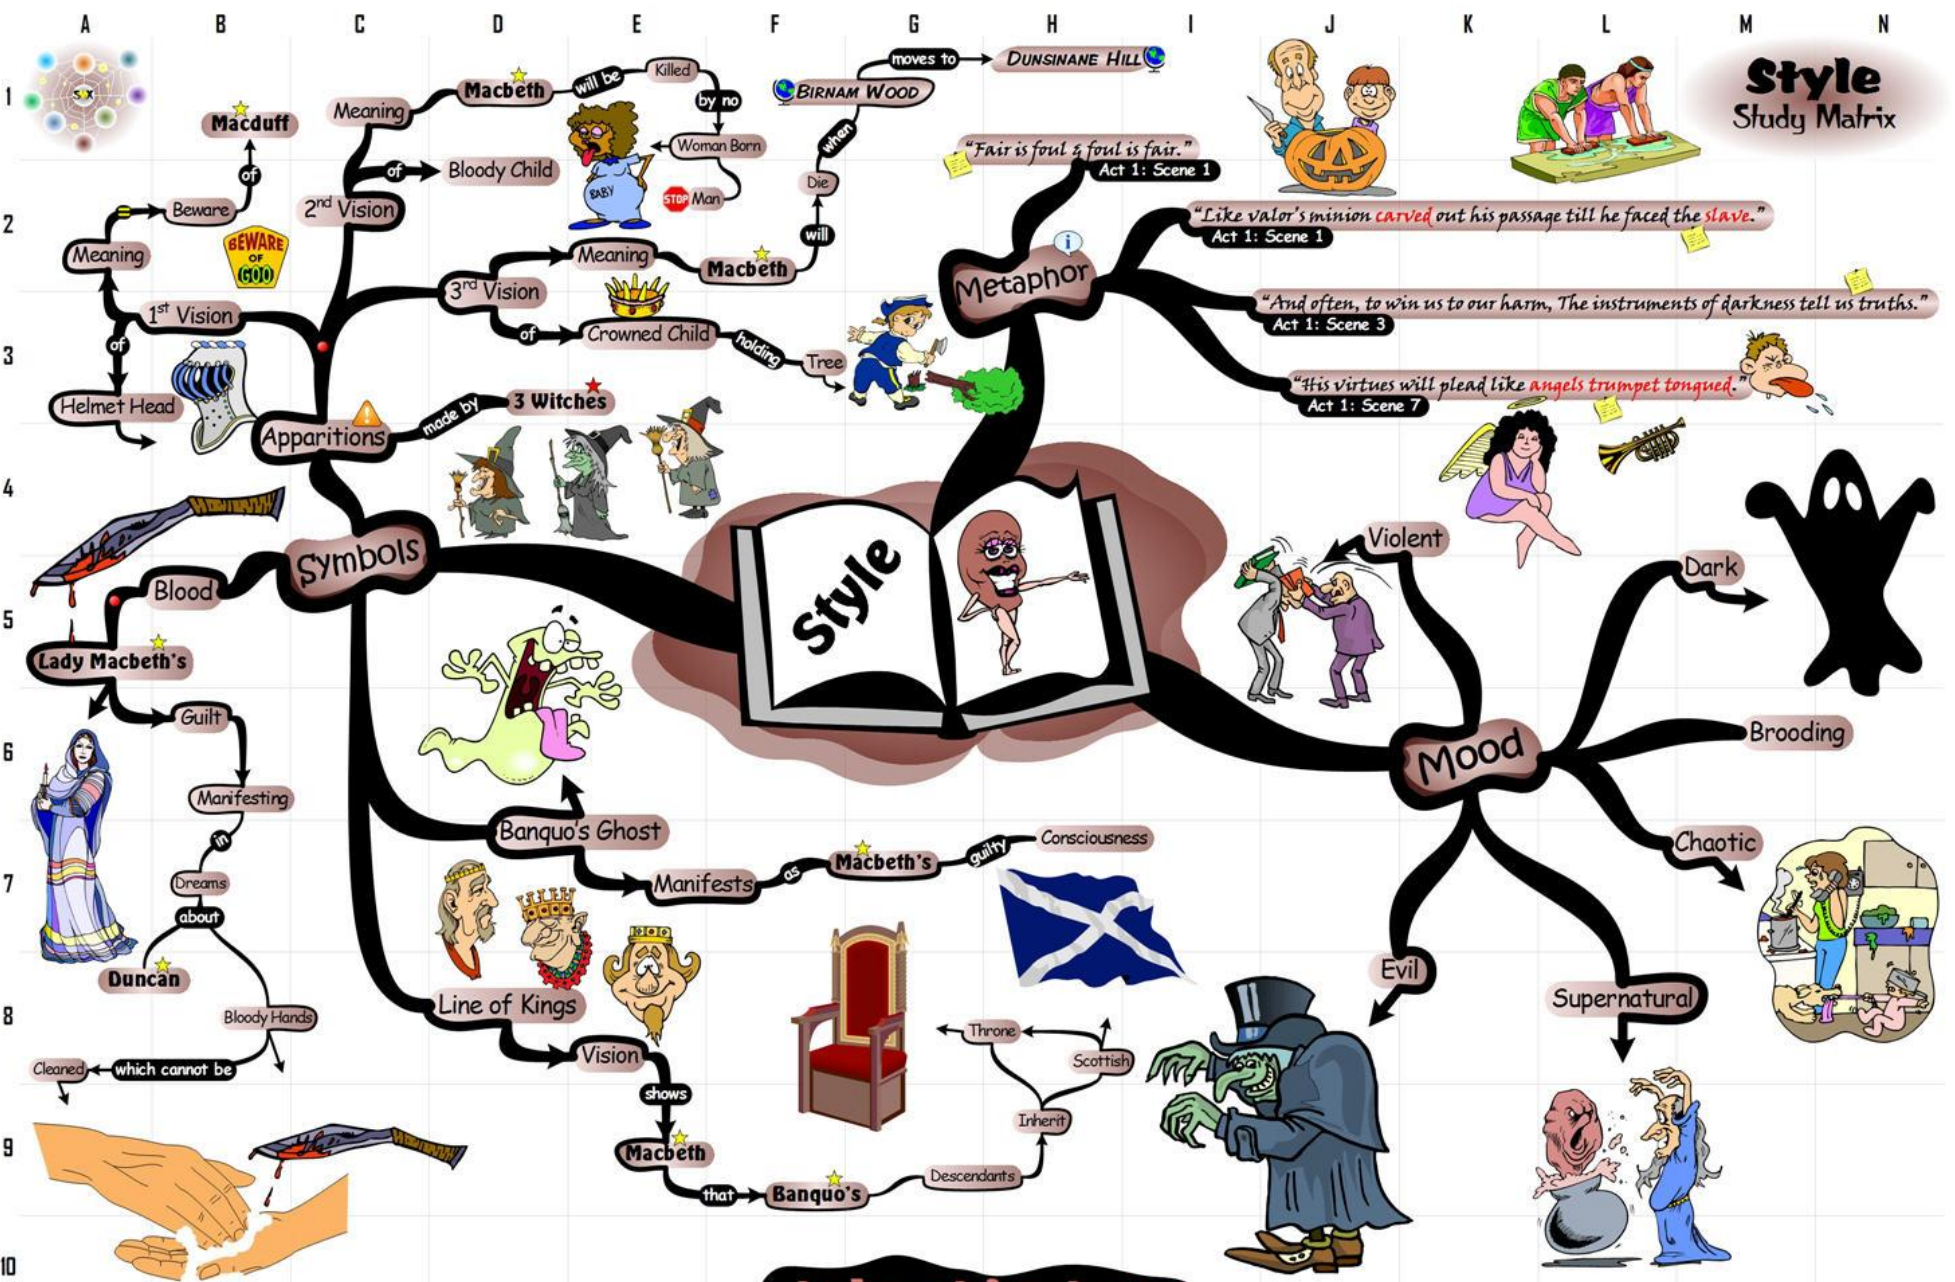 A B C D E F G H I J K L M N
1
2
3
4
5
6
7
8
9
10
Style
Study Matrix
Style
Symbols
Apparitions
made by
3 Witches
1st Vision
of
Helmet Head
Meaning
=
Beware
of
Macduff
BEWARE
OF
GOO
2nd Vision
of
Bloody Child
Meaning
Macbeth
will be
Killed
by no
Woman Born
STOP
Man
BABY
3rd Vision
Meaning
Macbeth
will
Die
when
BIRNAM WOOD
moves to
DUNSINANE HILL
of
Crowned Child
holding
Tree
Blood
Lady Macbeth's
Guilt
Manifesting
in
Dreams
about
Duncan
Bloody Hands
which cannot be
Cleaned
Banquo's Ghost
Manifests
as
Macbeth's
guilty
Consciousness
Line of Kings
Vision
shows
Macbeth
that
Banquo's
Descendants
Inherit
Scottish
Throne
Metaphor
i
"Fair is foul & foul is fair."
Act 1: Scene 1
"Like valor's minion carved out his passage till he faced the slave."
Act 1: Scene 1
"And often, to win us to our harm, The instruments of darkness tell us truths."
Act 1: Scene 3
"His virtues will plead like angels trumpet tongued."
Act 1: Scene 7
Mood
Violent
Dark
Brooding
Chaotic
Supernatural
Evil